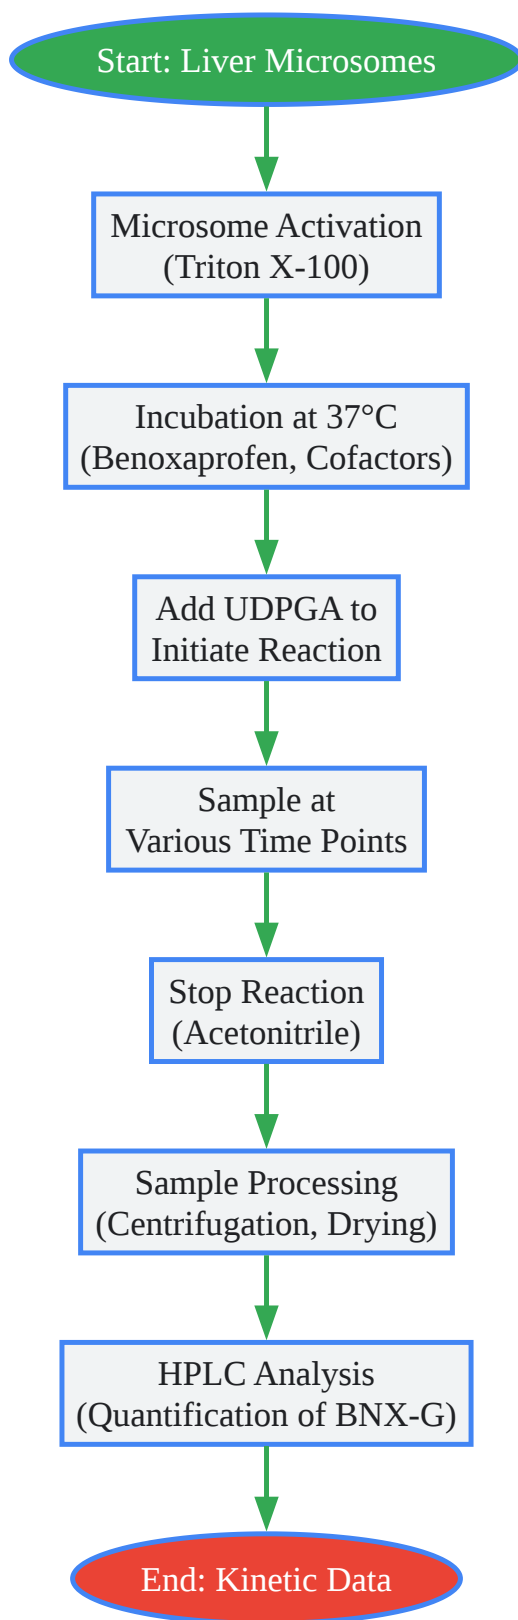 Start: Liver Microsomes
Microsome Activation
(Triton X-100)
Incubation at 37°C
(Benoxaprofen, Cofactors)
Add UDPGA to
Initiate Reaction
Sample at
Various Time Points
Stop Reaction
(Acetonitrile)
Sample Processing
(Centrifugation, Drying)
HPLC Analysis
(Quantification of BNX-G)
End: Kinetic Data